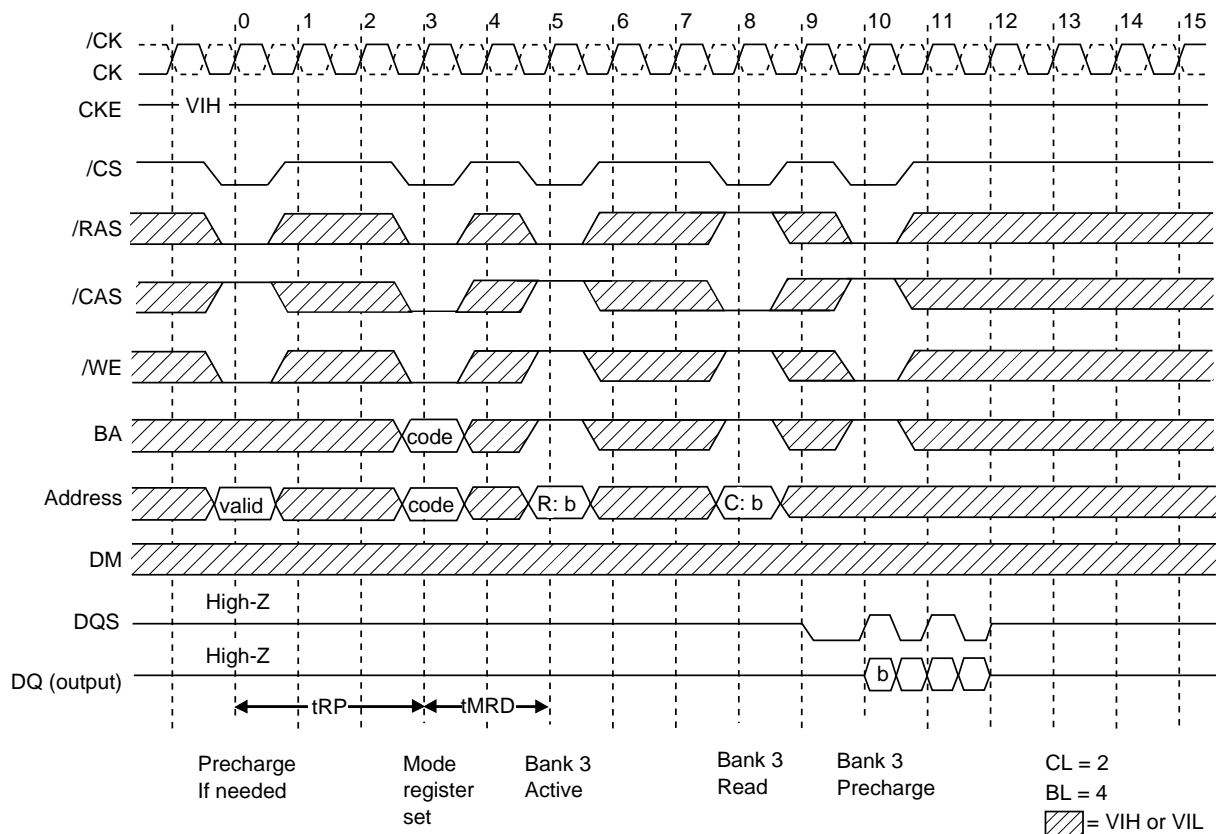 0 1 2 3 4 5 6 7 8 9 10 11 12 13 14 15
/CK
CK
CKE VIH
/CS
/RAS
/CAS
/WE
BA code
Address valid code R: b C: b
DM
High-Z
DQS
High-Z
DQ (output) b
tRP tMRD
Precharge
If needed
Mode
register
set
Bank 3
Active
Bank 3
Read
Bank 3
Precharge
CL = 2
BL = 4
= VIH or VIL